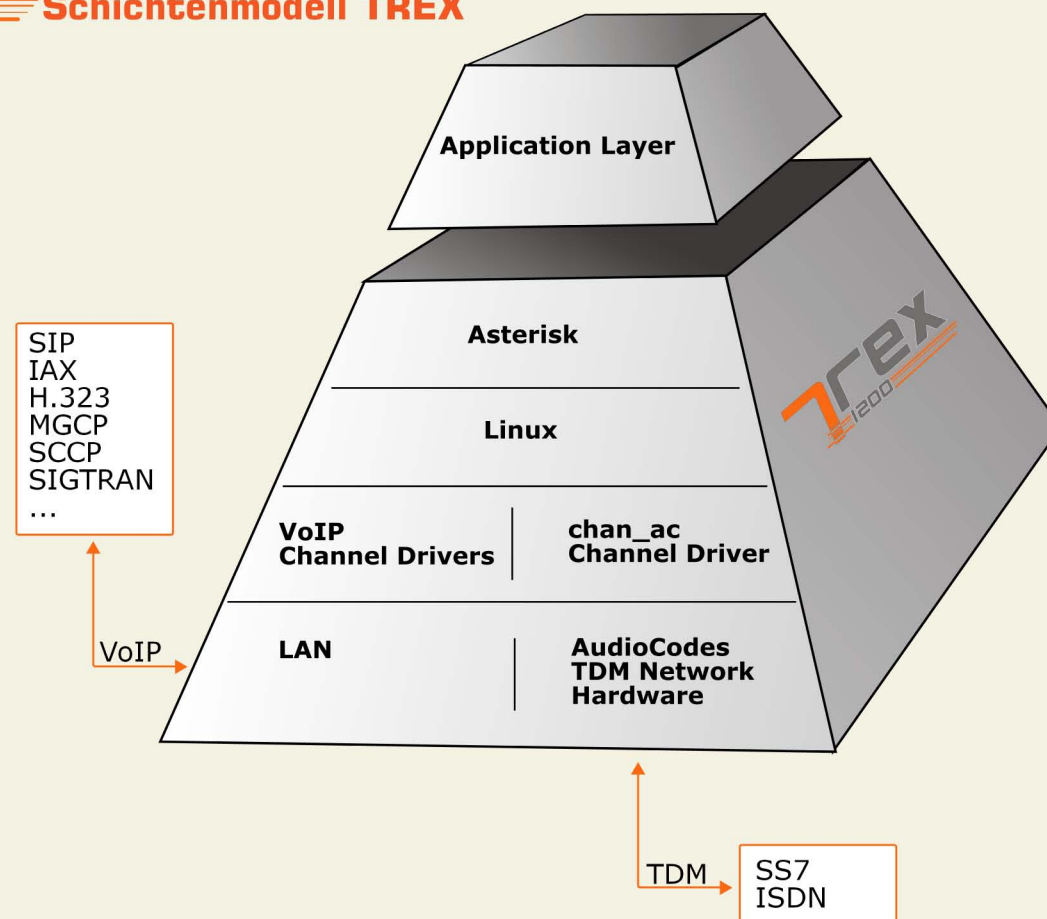 Schichtenmodell TREX
Application Layer
Asterisk
Trex
1200
Linux
SIP
IAX
H.323
MGCP
SCCP
SIGTRAN
...
VoIP
Channel Drivers
chan_ac
Channel Driver
VoIP
LAN
AudioCodes
TDM Network
Hardware
TDM
SS7
ISDN